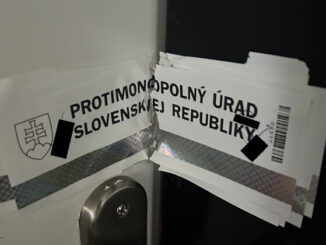 PROTIMONOPOLNÝ ÚRAD
SLOVENSKEJ REPUBLIKY